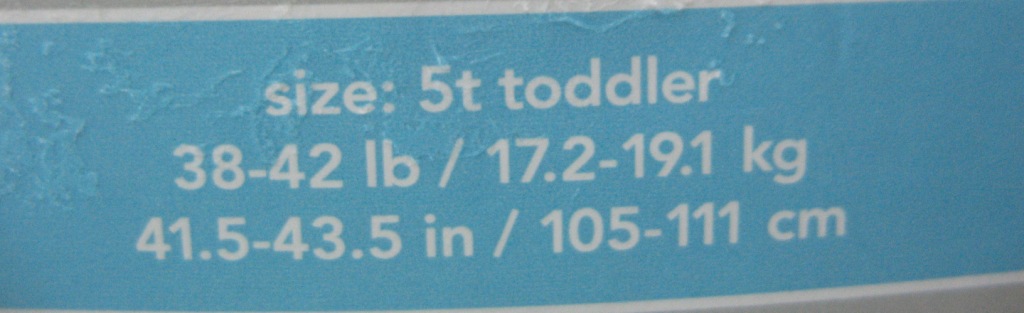 size: 5t toddler
38-42 lb / 17.2-19.1 kg
41.5-43.5 in / 105-111 cm